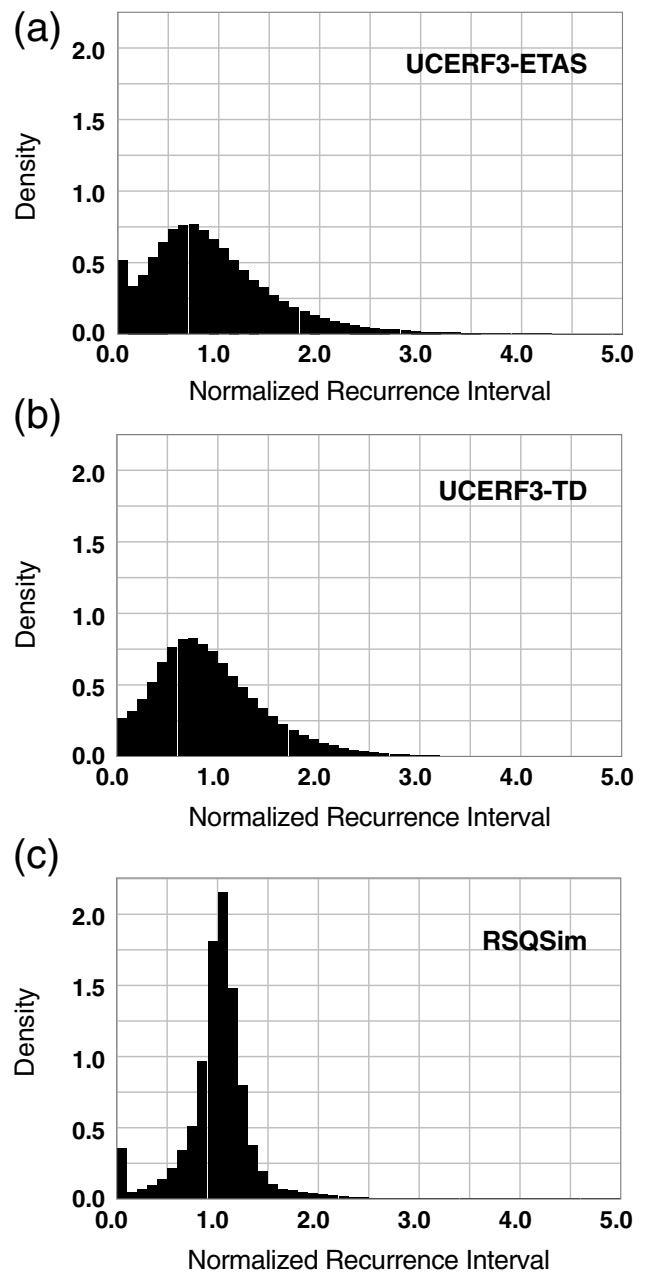 (a)
UCERF3-ETAS
Density
2.0
1.5
1.0
0.5
0.0
0.0 1.0 2.0 3.0 4.0 5.0
Normalized Recurrence Interval
(b)
UCERF3-TD
Density
2.0
1.5
1.0
0.5
0.0
0.0 1.0 2.0 3.0 4.0 5.0
Normalized Recurrence Interval
(c)
RSQSim
Density
2.0
1.5
1.0
0.5
0.0
0.0 1.0 2.0 3.0 4.0 5.0
Normalized Recurrence Interval